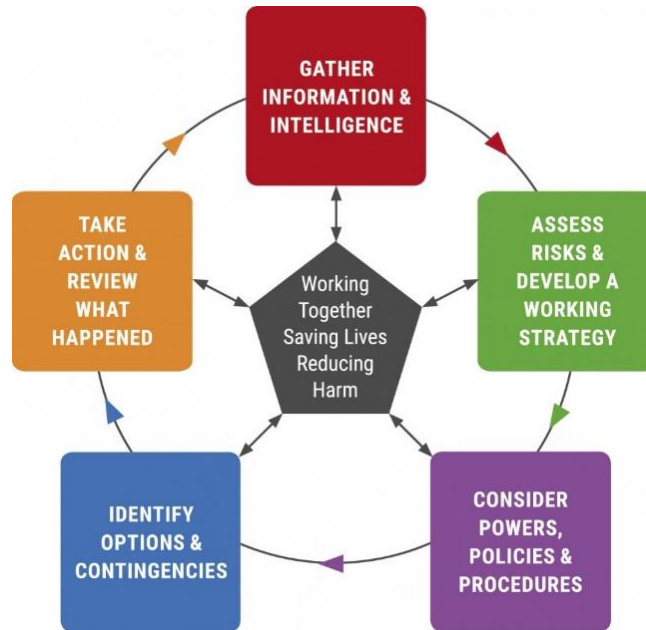 GATHER
INFORMATION &
INTELLIGENCE
ASSESS
RISKS &
DEVELOP A
WORKING
STRATEGY
CONSIDER
POWERS,
POLICIES &
PROCEDURES
IDENTIFY
OPTIONS &
CONTINGENCIES
TAKE
ACTION &
REVIEW
WHAT
HAPPENED
Working
Together
Saving Lives
Reducing
Harm